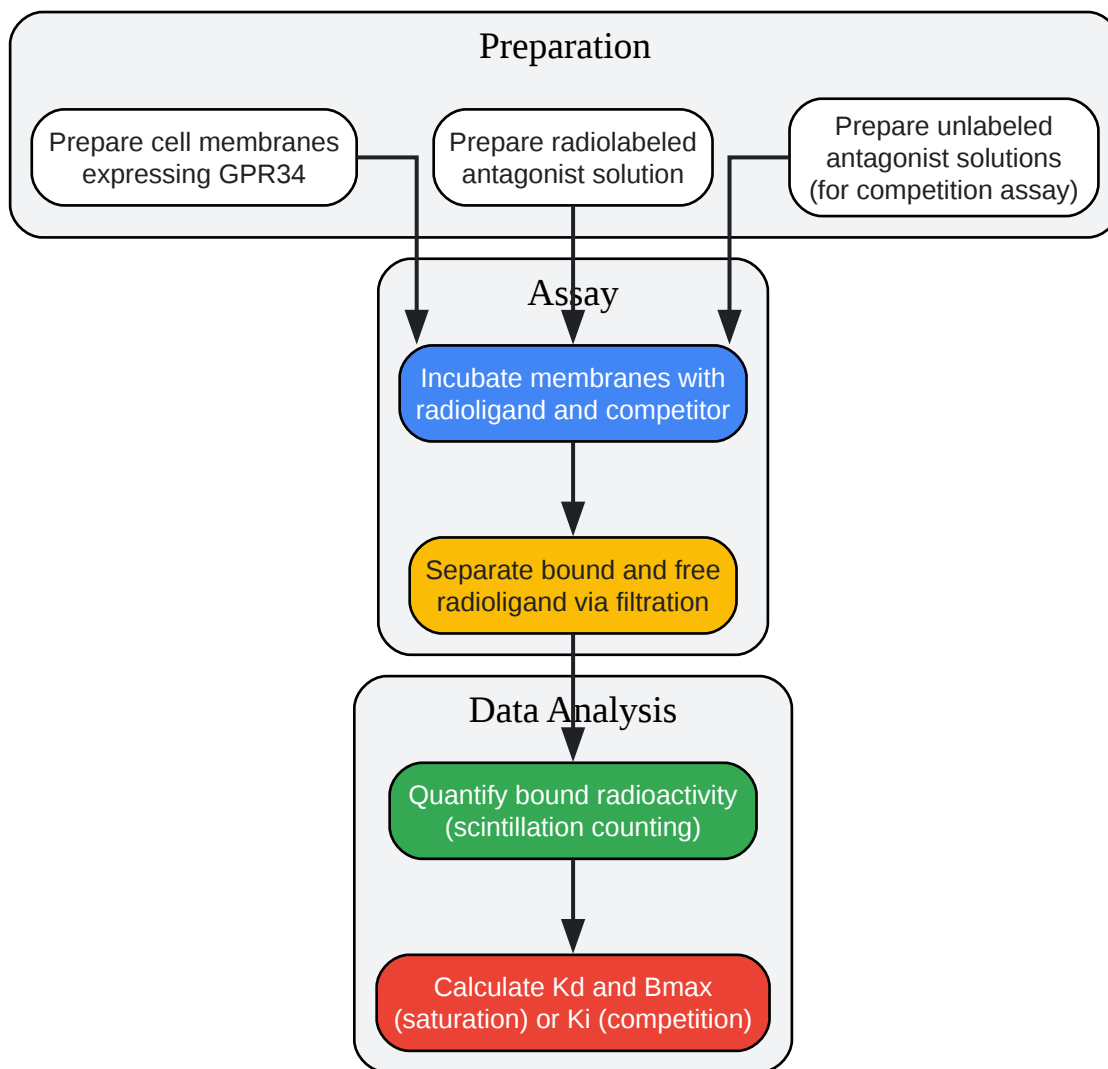 Preparation
Prepare cell membranes
expressing GPR34
Prepare radiolabeled
antagonist solution
Prepare unlabeled
antagonist solutions
(for competition assay)
Assay
Incubate membranes with
radioligand and competitor
Separate bound and free
radioligand via filtration
Data Analysis
Quantify bound radioactivity
(scintillation counting)
Calculate Kd and Bmax
(saturation) or Ki (competition)